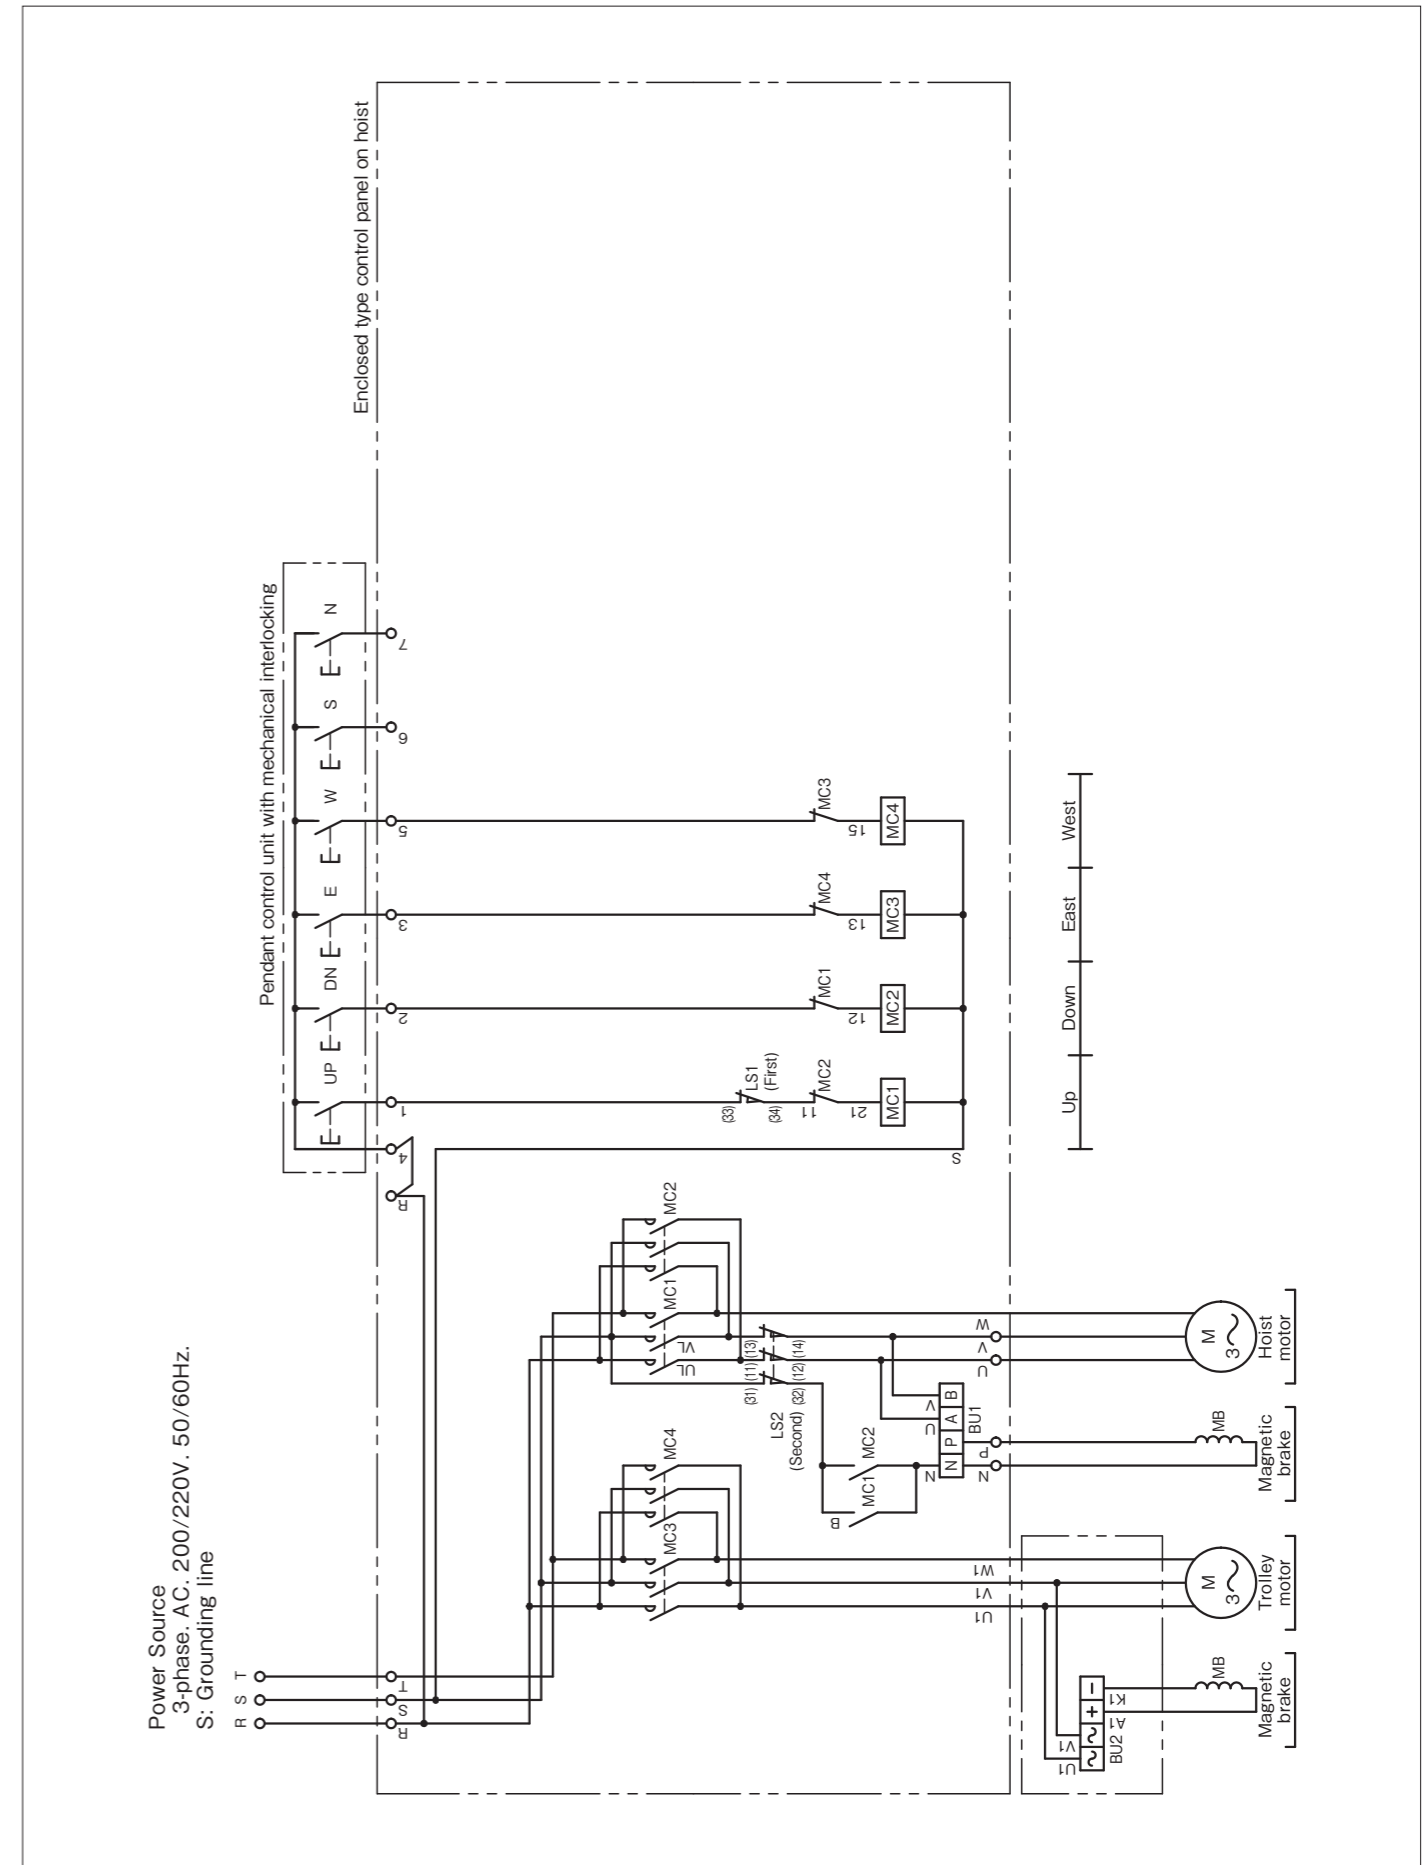 Power Source
3-phase. AC. 200/220V. 50/60Hz.
S: Grounding line
R S T
R S T
Pendant control unit with mechanical interlocking
UP DN E W S N
Enclosed type control panel on hoist
R 4 1 2 3 5 6 7
MC3 MC4 MC1 MC2
UL VL
(33) LS1 (34)
(First)
(31) (11) (13)
(32) (12) (14)
LS2
(Second)
11 MC2 MC1 MC4 MC3
21 12 13 15
MC1 MC2 MC3 MC4
B MC1 MC2
S
N U V
N P A B
BU1
U1 V1 W1
N P U V W
Up Down East West
U1 V1 A1 K1
∿ ∿ + −
BU2
MB
M
3∿
MB
M
3∿
Magnetic
brake
Trolley
motor
Magnetic
brake
Hoist
motor